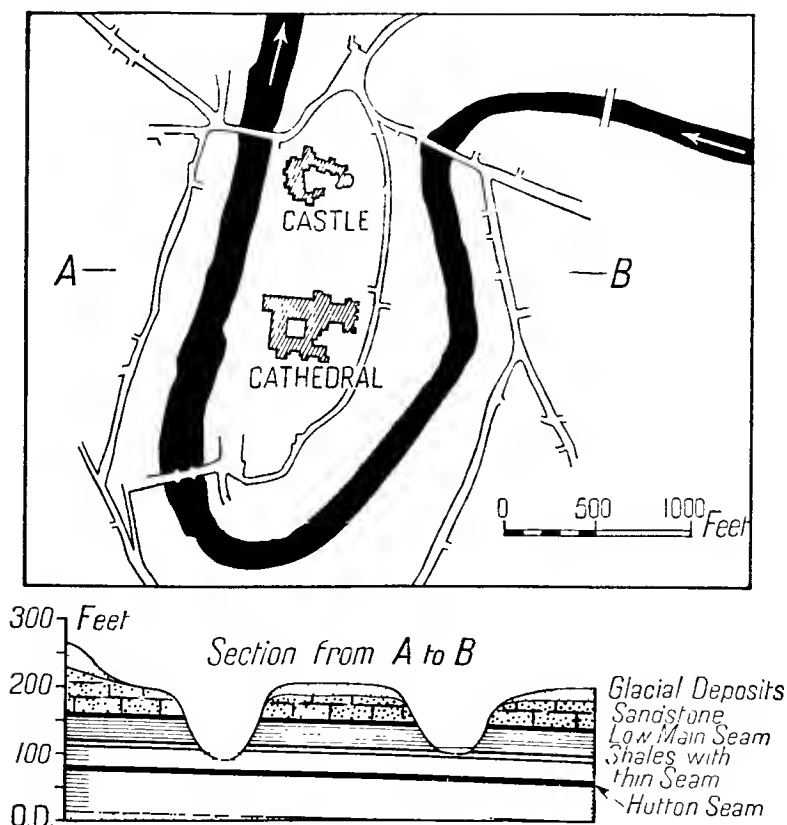 CASTLE
A
B
CATHEDRAL
0 500 1000 Feet
300 Feet
Section from A to B
200
100
O.D.
Glacial Deposits
Sandstone
Low Main Seam
Shales with
thin Seam
Hutton Seam